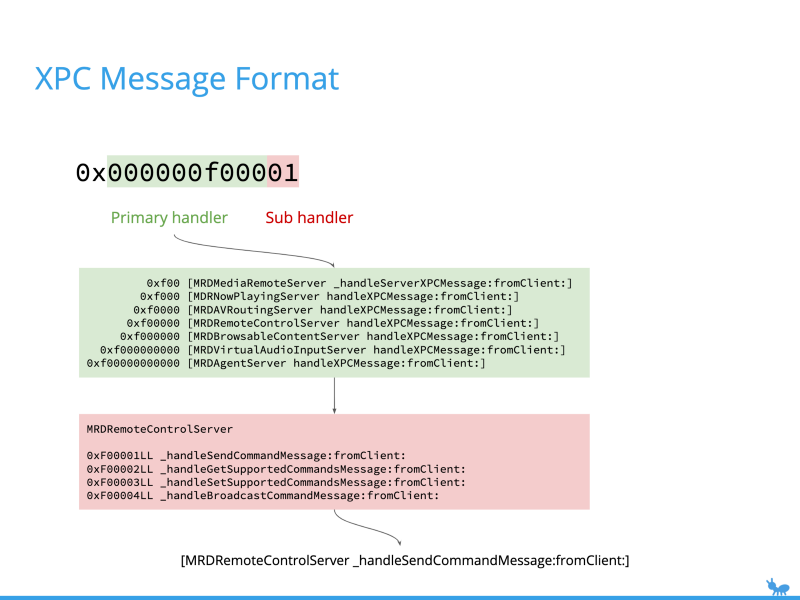 XPC Message Format
0x000000f00001
Primary handler Sub handler
0xf00 [MRDMediaRemoteServer _handleServerXPCMessage:fromClient:]
0xf000 [MDRNowPlayingServer handleXPCMessage:fromClient:]
0xf0000 [MRDAVRoutingServer handleXPCMessage:fromClient:]
0xf00000 [MRDRemoteControlServer handleXPCMessage:fromClient:]
0xf000000 [MRDBrowsableContentServer handleXPCMessage:fromClient:]
0xf000000000 [MRDVirtualAudioInputServer handleXPCMessage:fromClient:]
0xf00000000000 [MRDAgentServer handleXPCMessage:fromClient:]
MRDRemoteControlServer
0xF00001LL _handleSendCommandMessage:fromClient:
0xF00002LL _handleGetSupportedCommandsMessage:fromClient:
0xF00003LL _handleSetSupportedCommandsMessage:fromClient:
0xF00004LL _handleBroadcastCommandMessage:fromClient:
[MRDRemoteControlServer _handleSendCommandMessage:fromClient:]